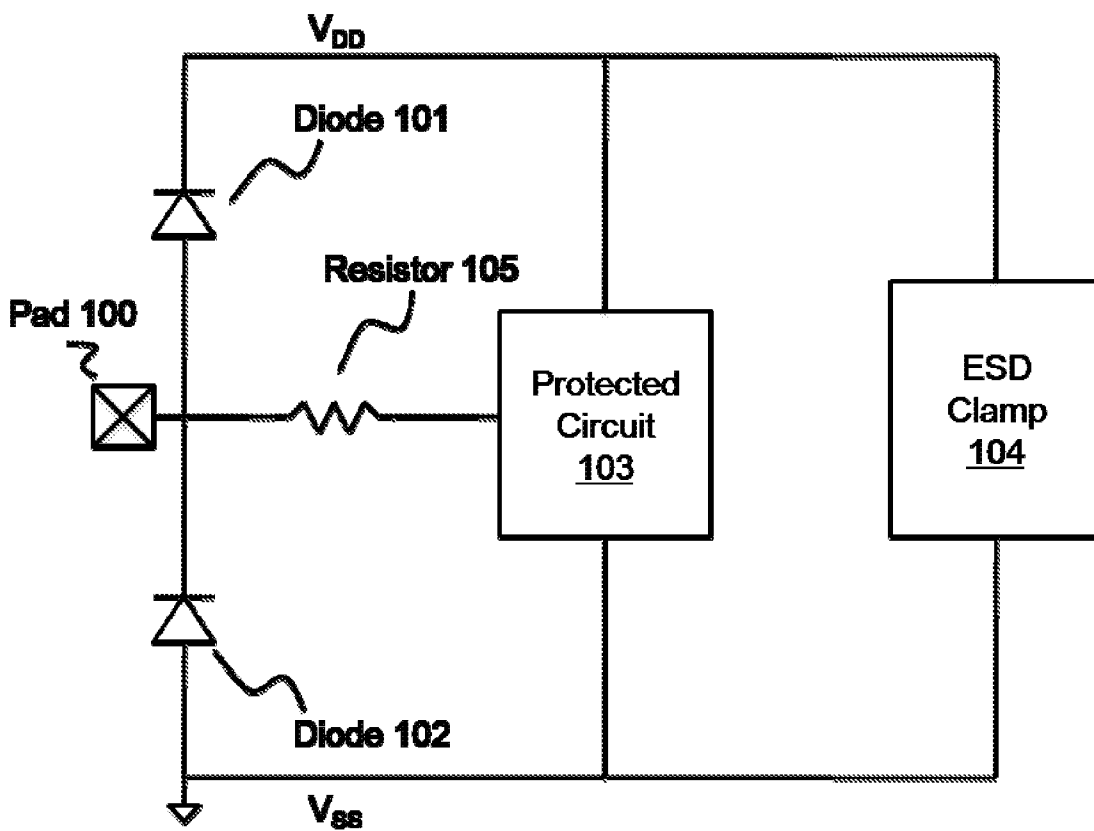 VDD
Diode 101
Resistor 105
Pad 100
Protected
Circuit
103
ESD
Clamp
104
Diode 102
VSS